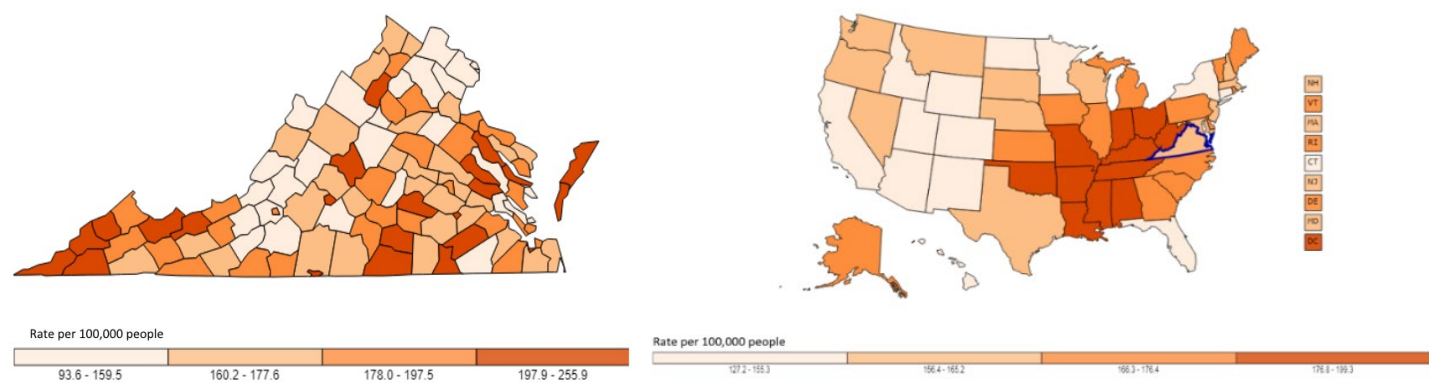 NH
VT
MA
RI
CT
NJ
DE
MD
DC
Rate per 100,000 people
93.6 - 159.5
160.2 - 177.6
178.0 - 197.5
197.9 - 255.9
Rate per 100,000 people
127.2 - 155.3
156.4 - 165.2
166.3 - 176.4
176.8 - 199.3